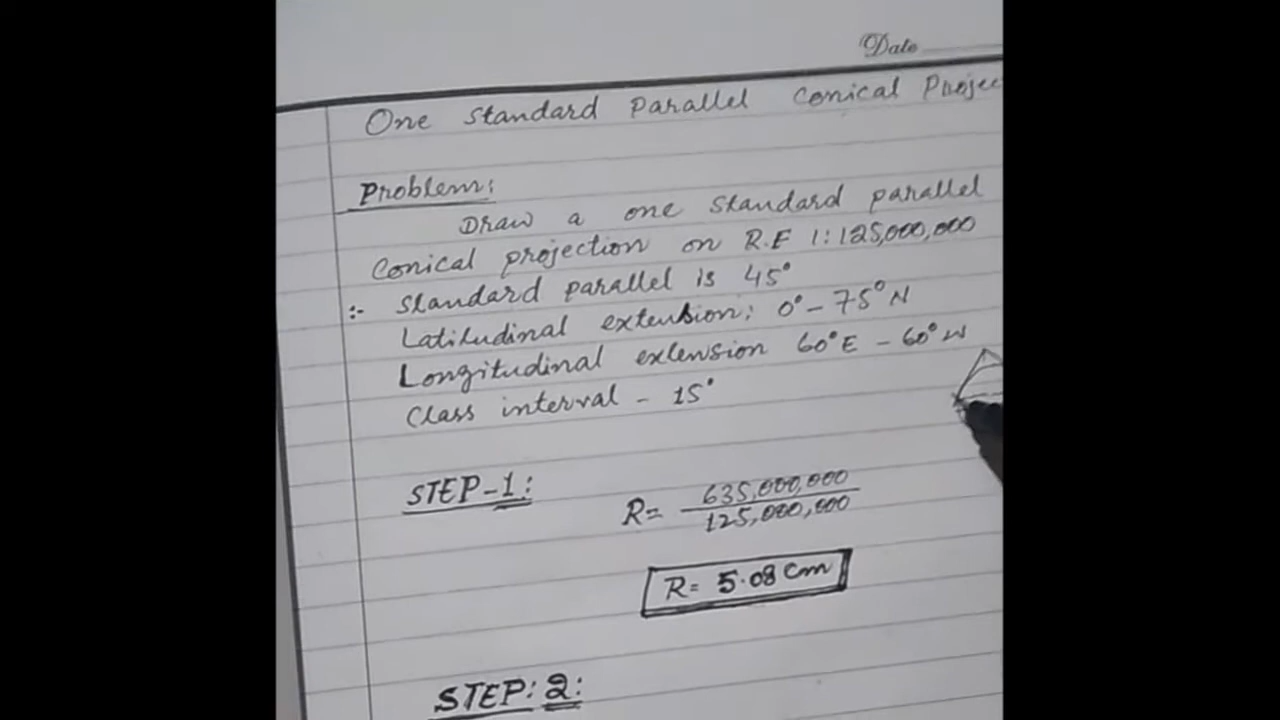 Date
One Standard Parallel Conical Projec
Problem:
Draw a one Standard parallel
Conical projection on R.F 1:125,000,000
:- Standard parallel is 45°
Latitudinal extension: 0° - 75° N
Longitudinal extension 60°E - 60° W
Class interval - 15°
STEP-1:
R= 635,000,000
125,000,000
R= 5.08 cm
STEP: 2: